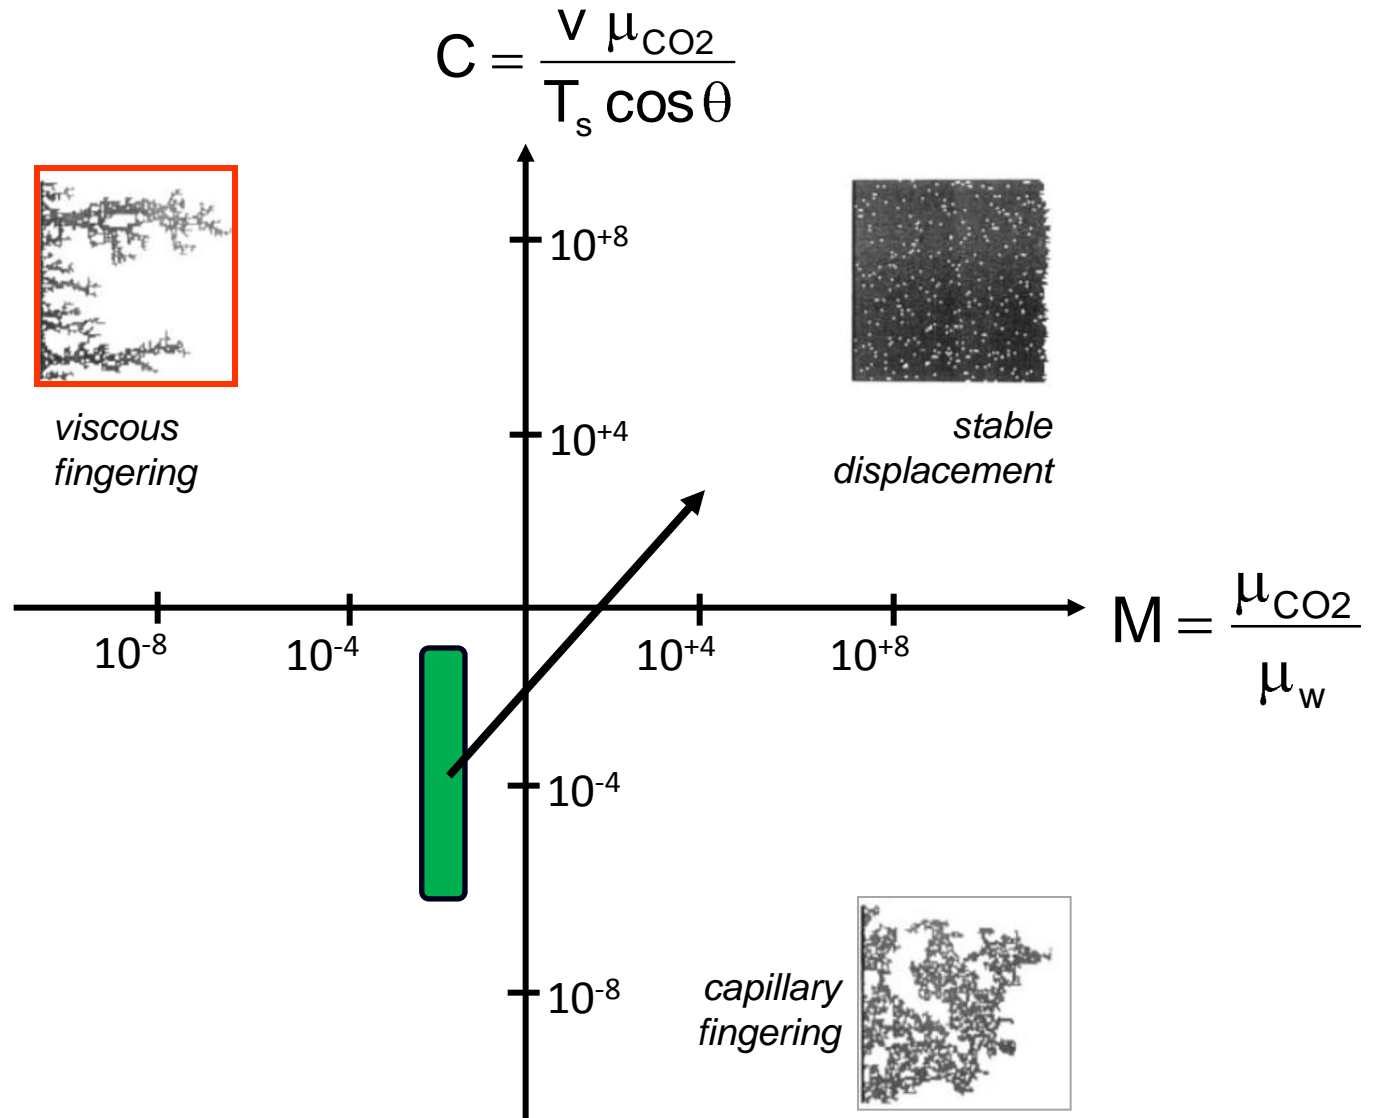 C = v μCO2 / Ts cos θ
10+8
viscous
fingering
10+4
stable
displacement
10-8
10-4
10+4
10+8
M = μCO2 / μw
10-4
10-8
capillary
fingering